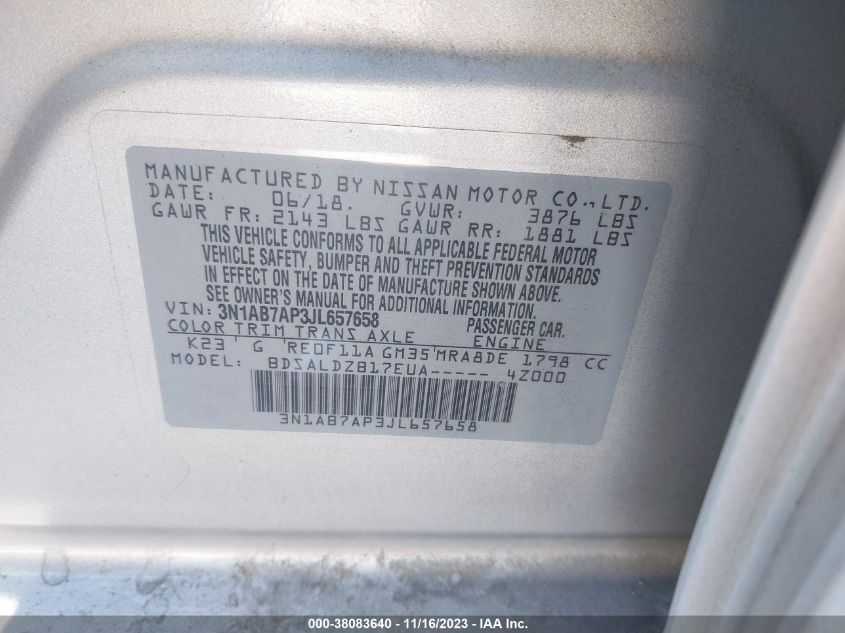 MANUFACTURED BY NISSAN MOTOR CO.,LTD.
DATE: 06/18. GVWR: 3876 LBS
GAWR FR: 2143 LBS GAWR RR: 1881 LBS
THIS VEHICLE CONFORMS TO ALL APPLICABLE FEDERAL MOTOR
VEHICLE SAFETY, BUMPER AND THEFT PREVENTION STANDARDS
IN EFFECT ON THE DATE OF MANUFACTURE SHOWN ABOVE.
SEE OWNER'S MANUAL FOR ADDITIONAL INFORMATION.
VIN: 3N1AB7AP3JL657658 PASSENGER CAR.
COLOR TRIM TRANS AXLE ENGINE
K23 G RE0F11A GM35 MRA8DE 1798 CC
MODEL: BDSALDZB17EUA----- 4Z000
3N1AB7AP3JL657658
000-38083640 - 11/16/2023 - IAA Inc.